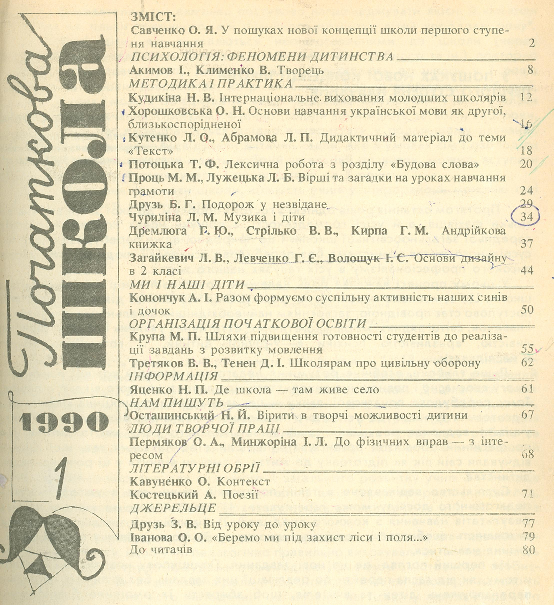 Початкова
ШКОЛА
1990
1
ЗМІСТ:
Савченко О. Я. У пошуках нової концепції школи першого ступе-
ня навчання 2
ПСИХОЛОГІЯ: ФЕНОМЕНИ ДИТИНСТВА
Акимов І., Клименко В. Творець 8
МЕТОДИКА І ПРАКТИКА
Кудикіна Н. В. Інтернаціональне виховання молодших школярів 12
Хорошковська О. Н. Основи навчання української мови як другої,
близькоспорідненої 16
Кутенко Л. О., Абрамова Л. П. Дидактичний матеріал до теми
«Текст» 18
Потоцька Т. Ф. Лексична робота з розділу «Будова слова» 20
Проць М. М., Лужецька Л. Б. Вірші та загадки на уроках навчання
грамоти 24
Друзь Б. Г. Подорож у незвідане 29
Чуриліна Л. М. Музика і діти 34
Дремлюга Г. Ю., Стрілько В. В., Кирпа Г. М. Андрійкова
книжка 37
Загайкевич Л. В., Левченко Г. Є., Волощук І. Є. Основи дизайну
в 2 класі 44
МИ І НАШІ ДІТИ
Конончук А. І. Разом формуємо суспільну активність наших синів
і дочок 50
ОРГАНІЗАЦІЯ ПОЧАТКОВОЇ ОСВІТИ
Крупа М. П. Шляхи підвищення готовності студентів до реаліза-
ції завдань з розвитку мовлення 55
Третяков В. В., Тенен Д. І. Школярам про цивільну оборону 62
ІНФОРМАЦІЯ
Яценко Н. П. Де школа — там живе село 61
НАМ ПИШУТЬ
Осташинський Н. Й. Вірити в творчі можливості дитини 67
ЛЮДИ ТВОРЧОЇ ПРАЦІ
Пермяков О. А., Минжоріна І. Л. До фізичних вправ — з інте-
ресом 68
ЛІТЕРАТУРНІ ОБРІЇ
Кавуненко О. Контекст
Костецький А. Поезії 71
ДЖЕРЕЛЬЦЕ
Друзь З. В. Від уроку до уроку 77
Іванова О. О. «Беремо ми під захист ліси і поля...» 79
До читачів 80